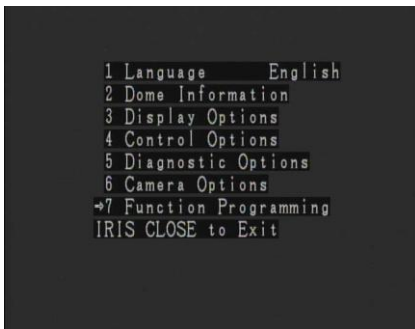 1 Language English
2 Dome Information
3 Display Options
4 Control Options
5 Diagnostic Options
6 Camera Options
➔7 Function Programming
IRIS CLOSE to Exit